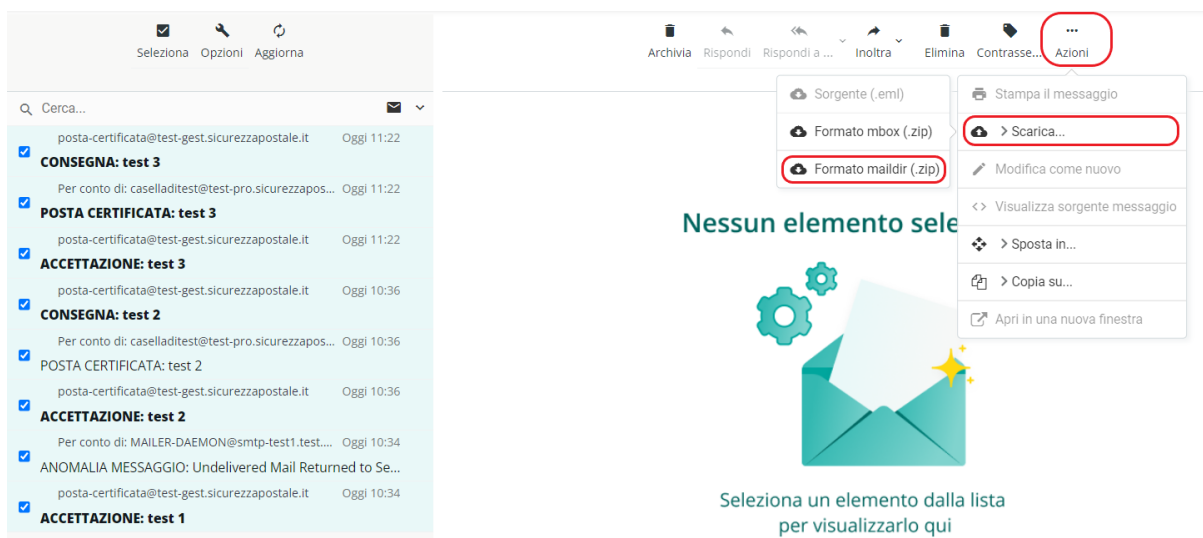 Seleziona Opzioni Aggiorna
Archivia Rispondi Rispondi a ... Inoltra Elimina Contrasse... Azioni
Cerca...
posta-certificata@test-gest.sicurezzapostale.it Oggi 11:22
CONSEGNA: test 3
Per conto di: caselladitest@test-pro.sicurezzapos... Oggi 11:22
POSTA CERTIFICATA: test 3
posta-certificata@test-gest.sicurezzapostale.it Oggi 11:22
ACCETTAZIONE: test 3
posta-certificata@test-gest.sicurezzapostale.it Oggi 10:36
CONSEGNA: test 2
Per conto di: caselladitest@test-pro.sicurezzapos... Oggi 10:36
POSTA CERTIFICATA: test 2
posta-certificata@test-gest.sicurezzapostale.it Oggi 10:36
ACCETTAZIONE: test 2
Per conto di: MAILER-DAEMON@smtp-test1.test.... Oggi 10:34
ANOMALIA MESSAGGIO: Undelivered Mail Returned to Se...
posta-certificata@test-gest.sicurezzapostale.it Oggi 10:34
ACCETTAZIONE: test 1
Sorgente (.eml)
Formato mbox (.zip)
Formato maildir (.zip)
Stampa il messaggio
> Scarica...
Modifica come nuovo
<> Visualizza sorgente messaggio
> Sposta in...
> Copia su...
Apri in una nuova finestra
Nessun elemento sele
Seleziona un elemento dalla lista
per visualizzarlo qui